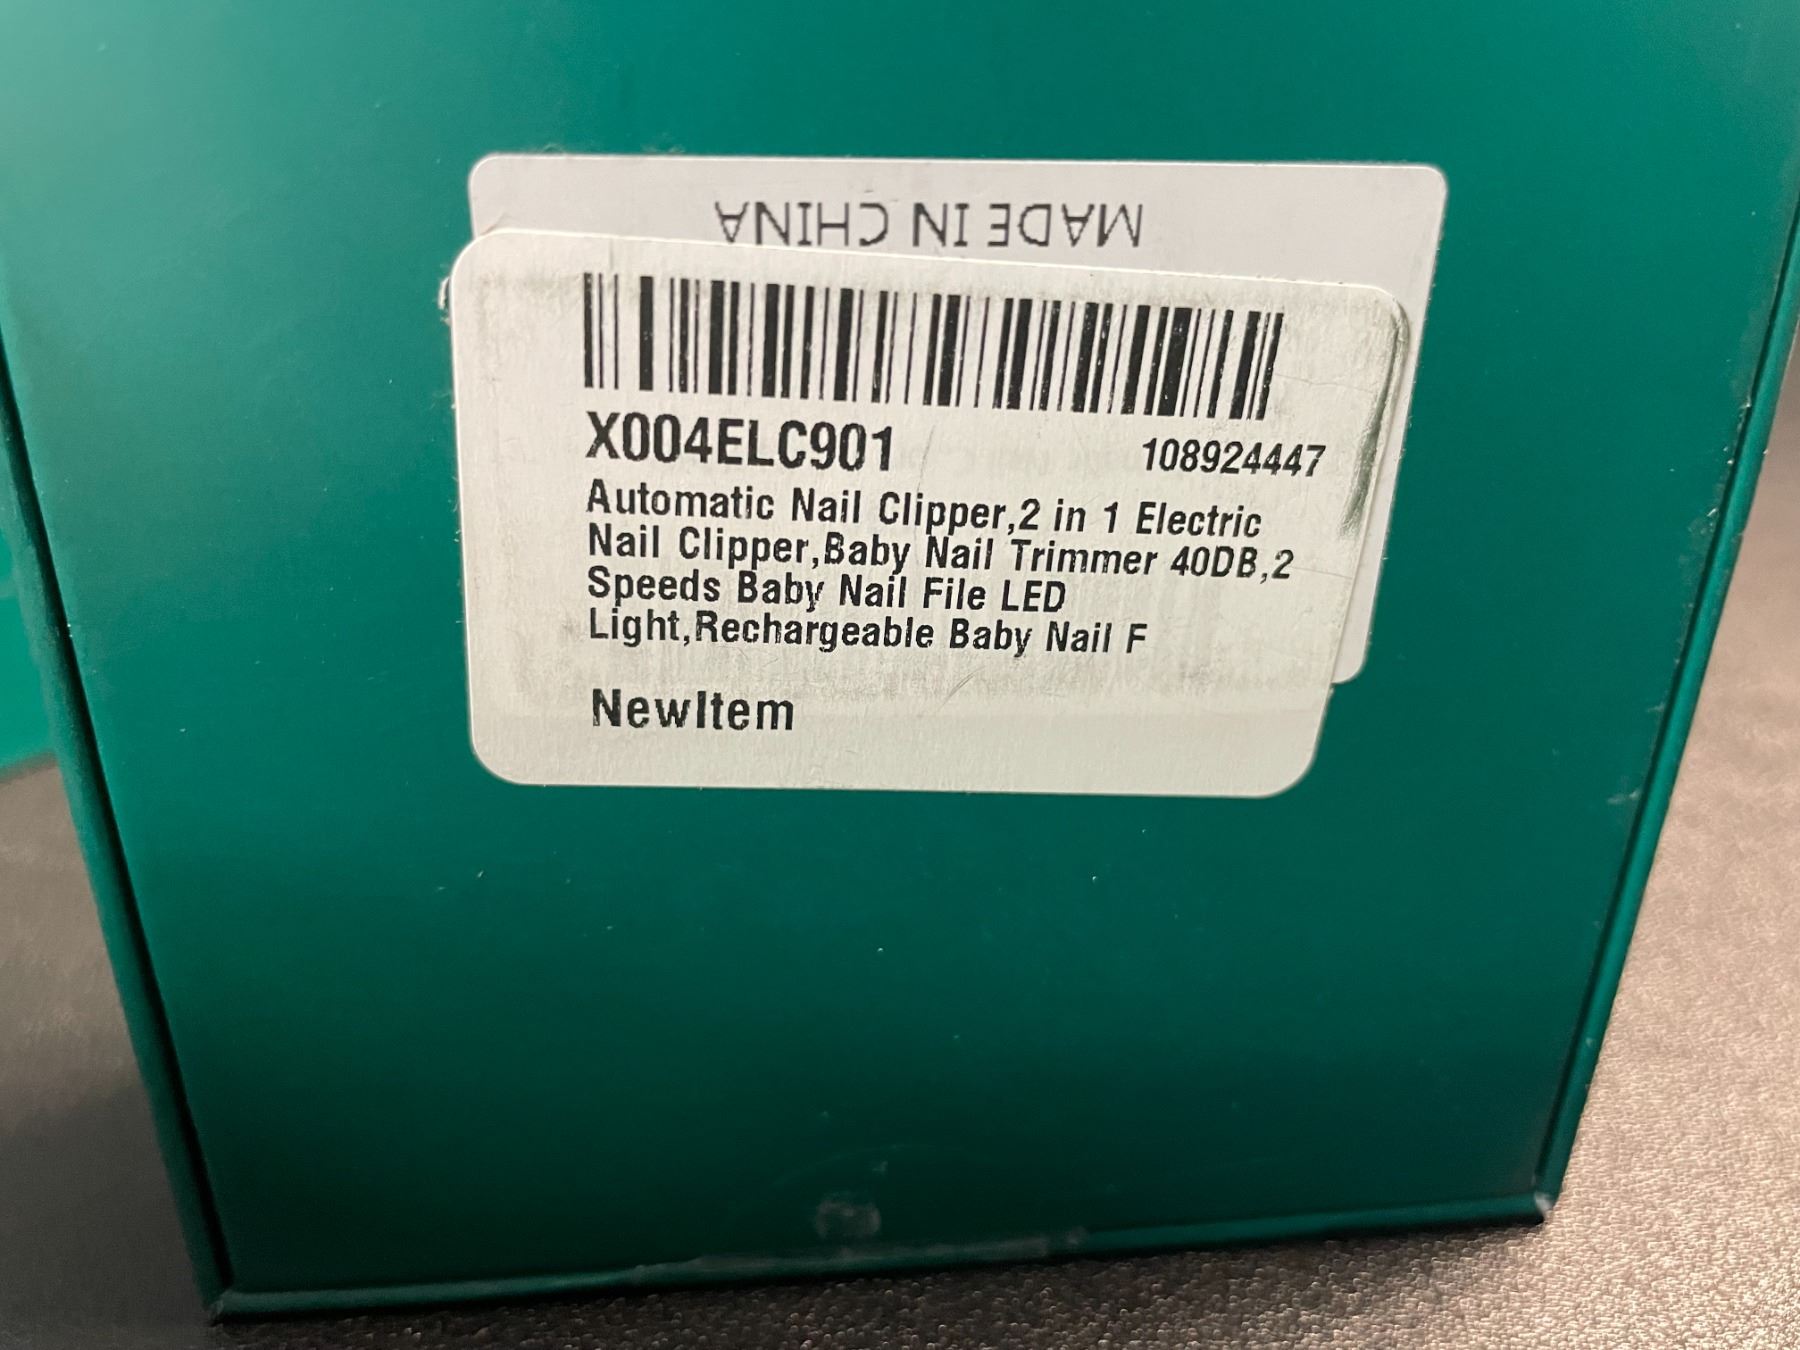 MADE IN CHINA
X004ELC901 108924447
Automatic Nail Clipper,2 in 1 Electric
Nail Clipper,Baby Nail Trimmer 40DB,2
Speeds Baby Nail File LED
Light,Rechargeable Baby Nail F
NewItem